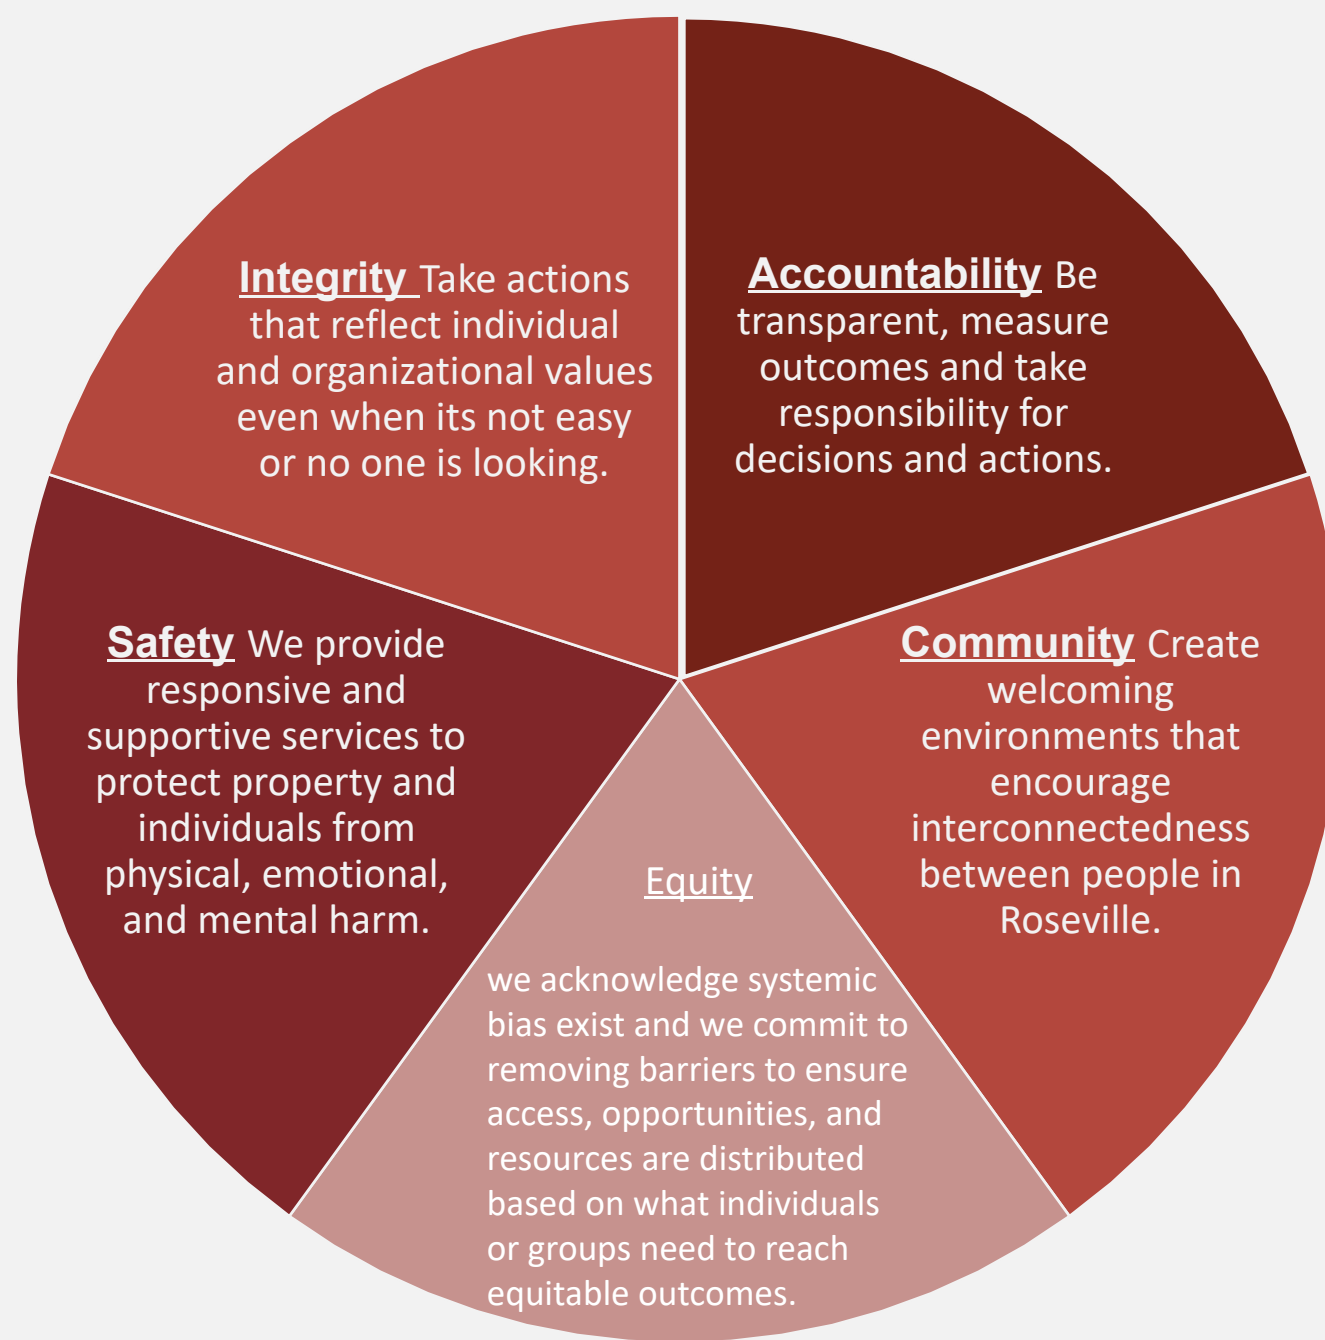 Integrity Take actions
that reflect individual
and organizational values
even when its not easy
or no one is looking.
Accountability Be
transparent, measure
outcomes and take
responsibility for
decisions and actions.
Safety We provide
responsive and
supportive services to
protect property and
individuals from
physical, emotional,
and mental harm.
Community Create
welcoming
environments that
encourage
interconnectedness
between people in
Roseville.
Equity
we acknowledge systemic
bias exist and we commit to
removing barriers to ensure
access, opportunities, and
resources are distributed
based on what individuals
or groups need to reach
equitable outcomes.